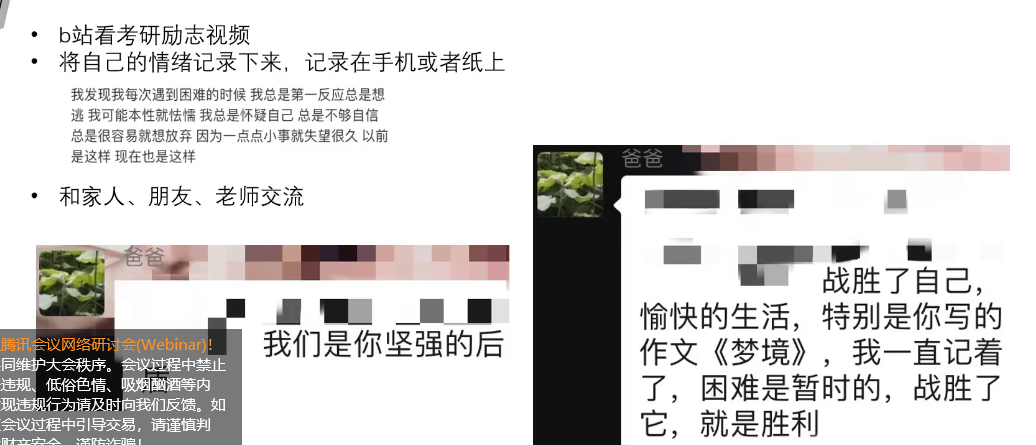 b站看考研励志视频
将自己的情绪记录下来，记录在手机或者纸上
我发现我每次遇到困难的时候 我总是第一反应总是想
逃 我可能本性就怯懦 我总是怀疑自己 总是不够自信
总是很容易就想放弃 因为一点点小事就失望很久 以前
是这样 现在也是这样
和家人、朋友、老师交流
爸爸
我们是你坚强的后
盾
腾讯会议网络研讨会(Webinar)！
同维护大会秩序。会议过程中禁止
违规、低俗色情、吸烟酗酒等内
现违规行为请及时向我们反馈。如
会议过程中引导交易，请谨慎判
财产安全，谨防诈骗！
爸爸
战胜了自己，
愉快的生活，特别是你写的
作文《梦境》，我一直记着
了，困难是暂时的，战胜了
它，就是胜利